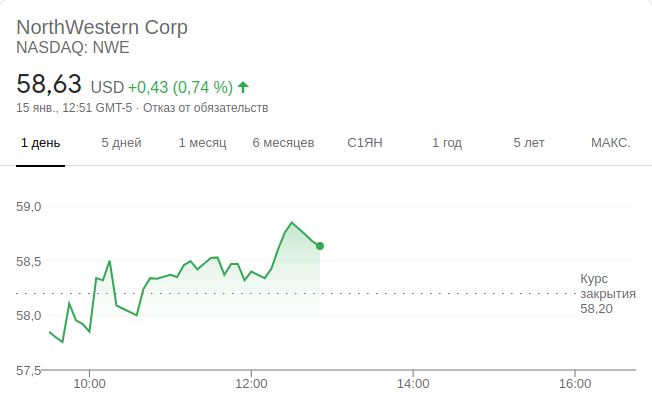 NorthWestern Corp
NASDAQ: NWE
58,63 USD +0,43 (0,74 %)
15 янв., 12:51 GMT-5 · Отказ от обязательств
1 день 5 дней 1 месяц 6 месяцев С1ЯН 1 год 5 лет МАКС.
59,0
58,5
Курс
закрытия
58,20
58,0
57,5
10:00 12:00 14:00 16:00